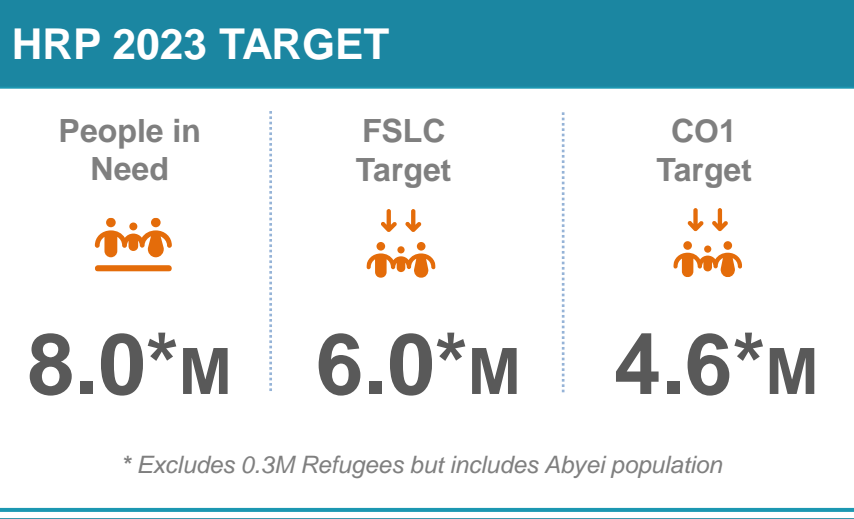 HRP 2023 TARGET
People in
Need
8.0*M
FSLC
Target
6.0*M
CO1
Target
4.6*M
* Excludes 0.3M Refugees but includes Abyei population